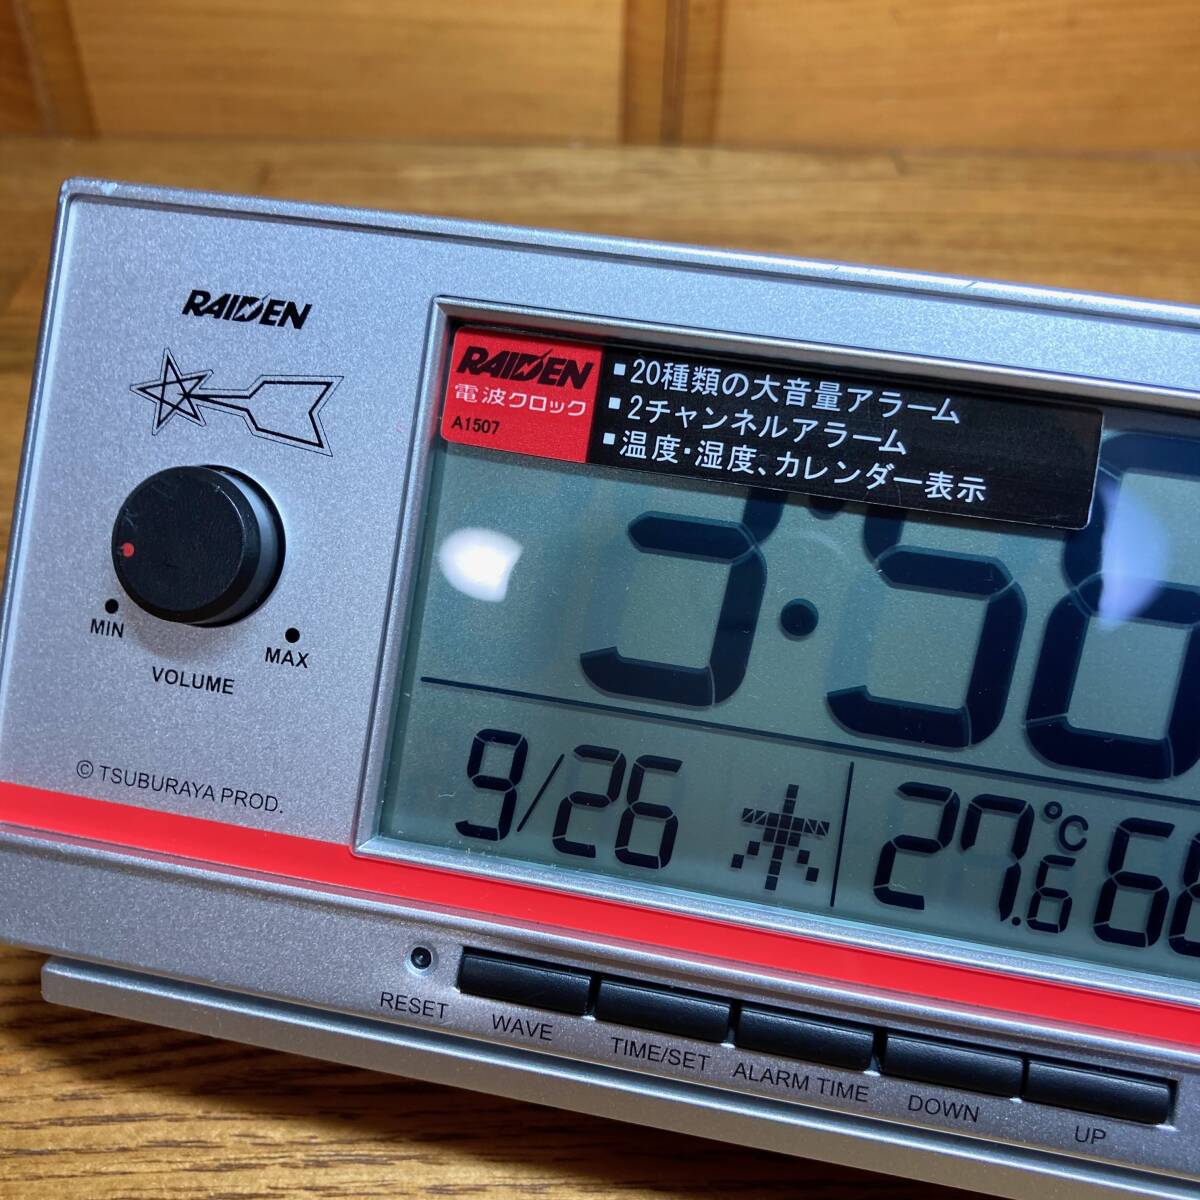 RAIDEN
RAIDEN
電波クロック
A1507
▪20種類の大音量アラーム
▪2チャンネルアラーム
▪温度・湿度、カレンダー表示
3:58
9/26 木 27.6℃
MIN
MAX
VOLUME
© TSUBURAYA PROD.
RESET
WAVE
TIME/SET
ALARM TIME
DOWN
UP